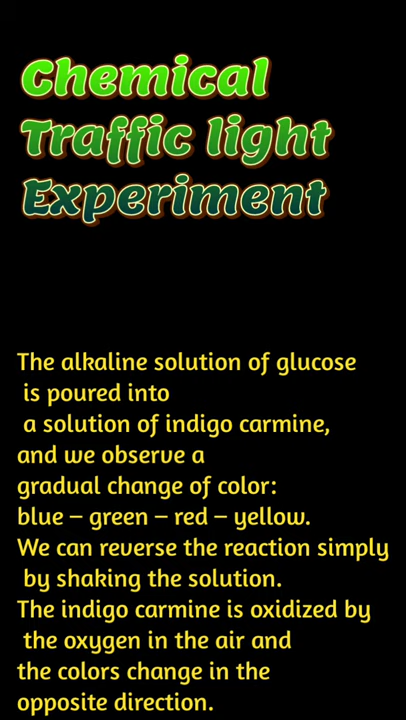 Chemical
Traffic light
Experiment
The alkaline solution of glucose
is poured into
a solution of indigo carmine,
and we observe a
gradual change of color:
blue – green – red – yellow.
We can reverse the reaction simply
by shaking the solution.
The indigo carmine is oxidized by
the oxygen in the air and
the colors change in the
opposite direction.